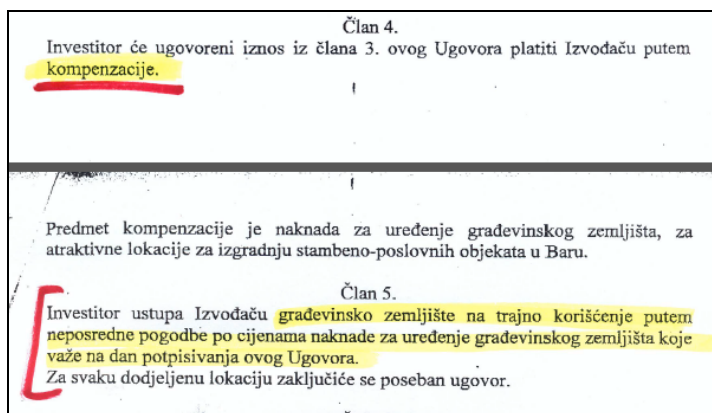 Član 4.
Investitor će ugovoreni iznos iz člana 3. ovog Ugovora platiti Izvođaču putem
kompenzacije.
Predmet kompenzacije je naknada za uređenje građevinskog zemljišta, za
atraktivne lokacije za izgradnju stambeno-poslovnih objekata u Baru.
Član 5.
Investitor ustupa Izvođaču građevinsko zemljište na trajno korišćenje putem
neposredne pogodbe po cijenama naknade za uređenje građevinskog zemljišta koje
važe na dan potpisivanja ovog Ugovora.
Za svaku dodjeljenu lokaciju zaključiće se poseban ugovor.